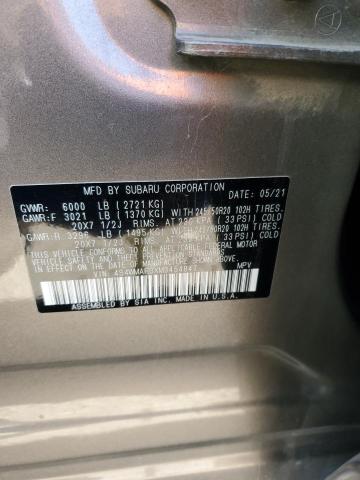 MFD BY SUBARU CORPORATION DATE: 05/21
GVWR: 6000 LB (2721 KG)
GAWR:F 3021 LB (1370 KG) WITH 245/50R20 102H TIRES,
20X7 1/2J RIMS, AT 230 KPA (33 PSI) COLD
GAWR:R 3296 LB (1495 KG) WITH 245/50R20 102H TIRES,
20X7 1/2J RIMS, AT KPA (33 PSI) COLD
THIS VEHICLE CONFORMS TO ALL APPLICABLE FEDERAL MOTOR
VEHICLE SAFETY STANDARDS IN EFFECT ON THE DATE OF MANUFACTURE SHOWN ABOVE.
MPV
ASSEMBLED BY SIA INC. MADE IN U.S.A.